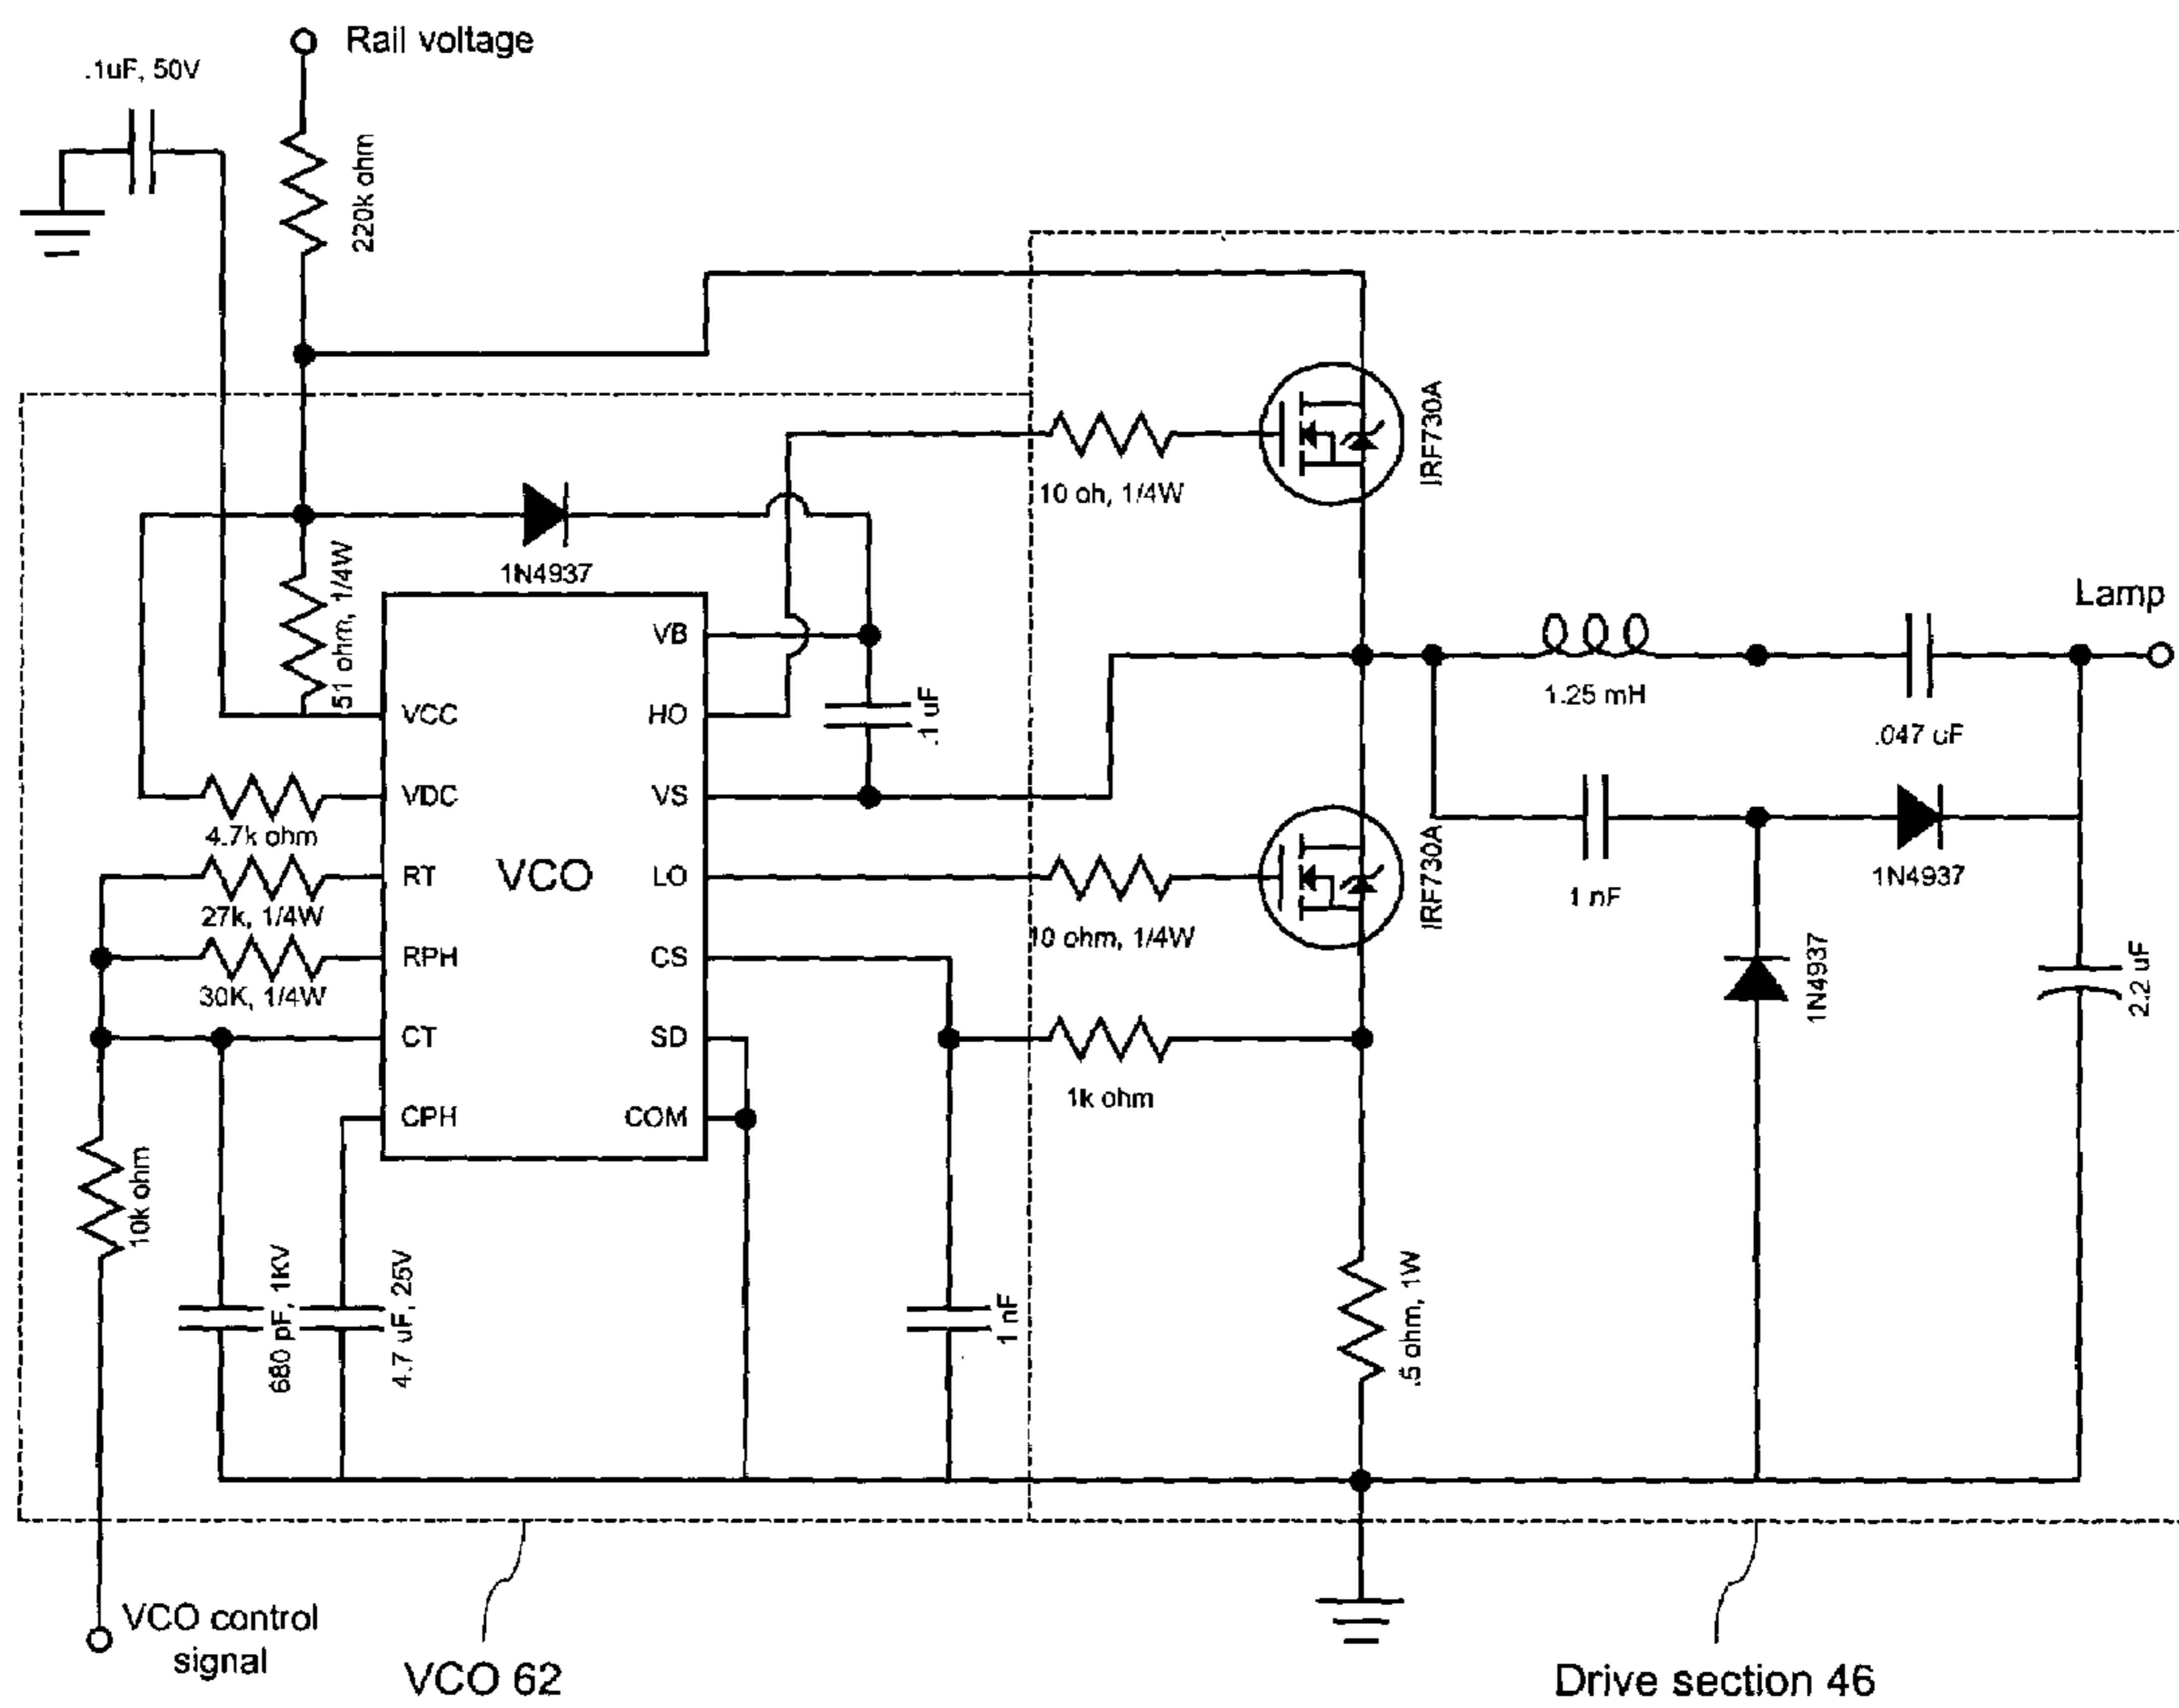 Rail voltage
.1uF, 50V
220k ohm
10 oh, 1/4W
IRF730A
1N4937
51 ohm, 1/4W
VB
VCC
HO
.1 uF
VDC
VS
4.7k ohm
RT
VCO
LO
27k, 1/4W
RPH
CS
30K, 1/4W
CT
SD
CPH
COM
10 ohm, 1/4W
IRF730A
1k ohm
1.25 mH
Lamp
.047 uF
1 nF
1N4937
1N4937
2.2 uF
10k ohm
680 pF, 1KV
4.7 uF, 25V
1 nF
.5 ohm, 1W
VCO control
signal
VCO 62
Drive section 46